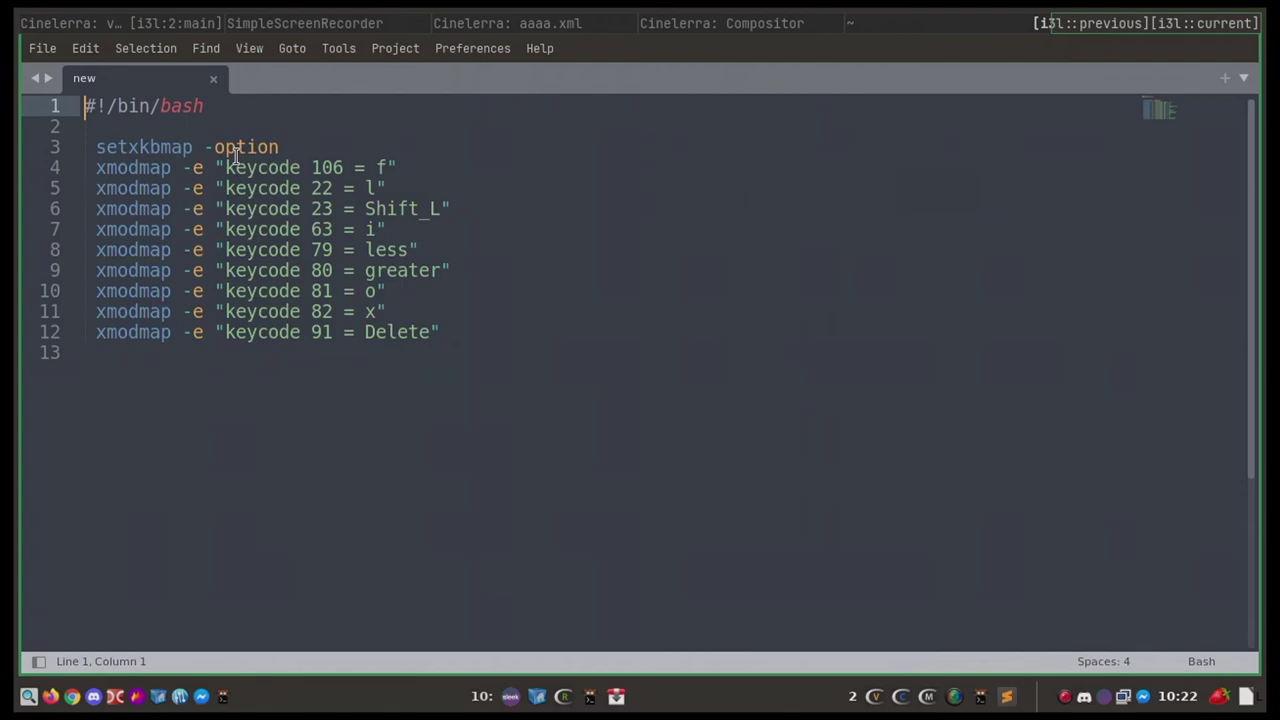 Cinelerra: v... [i3l:2:main] SimpleScreenRecorder Cinelerra: aaaa.xml Cinelerra: Compositor ~ [i3l::previous][i3l::current]
File Edit Selection Find View Goto Tools Project Preferences Help
new
1 #!/bin/bash
2
3 setxkbmap -option
4 xmodmap -e "keycode 106 = f"
5 xmodmap -e "keycode 22 = l"
6 xmodmap -e "keycode 23 = Shift_L"
7 xmodmap -e "keycode 63 = i"
8 xmodmap -e "keycode 79 = less"
9 xmodmap -e "keycode 80 = greater"
10 xmodmap -e "keycode 81 = o"
11 xmodmap -e "keycode 82 = x"
12 xmodmap -e "keycode 91 = Delete"
13
Line 1, Column 1 Spaces: 4 Bash
10: sleek 2 10:22